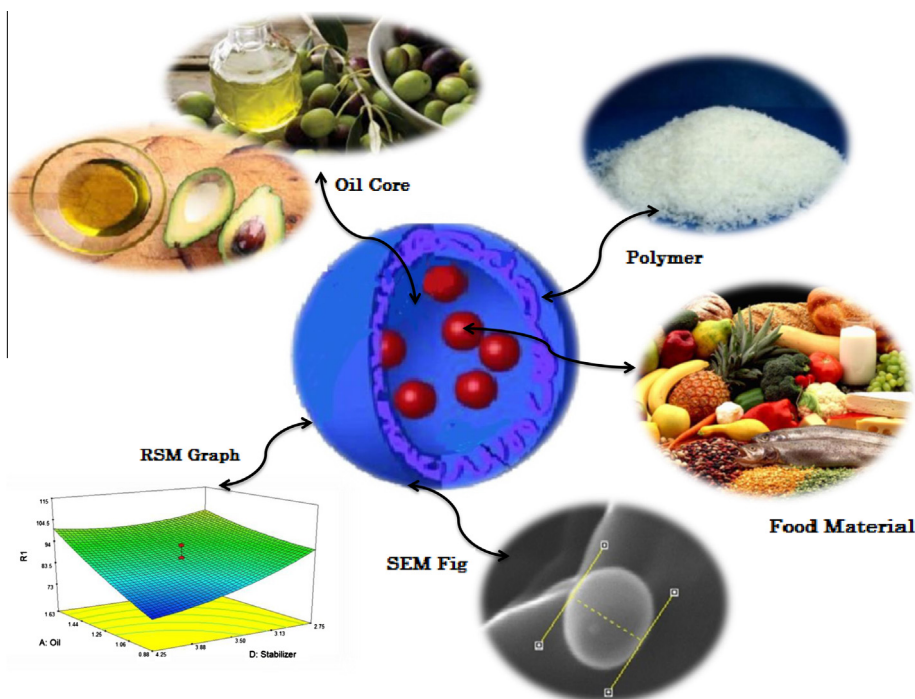 Oil Core
Polymer
RSM Graph
SEM Fig
Food Material
115
104.5
94
83.5
73
R1
1.63
1.44
1.25
1.06
0.88
A: Oil
4.25
3.88
3.50
3.13
2.75
D: Stabilizer